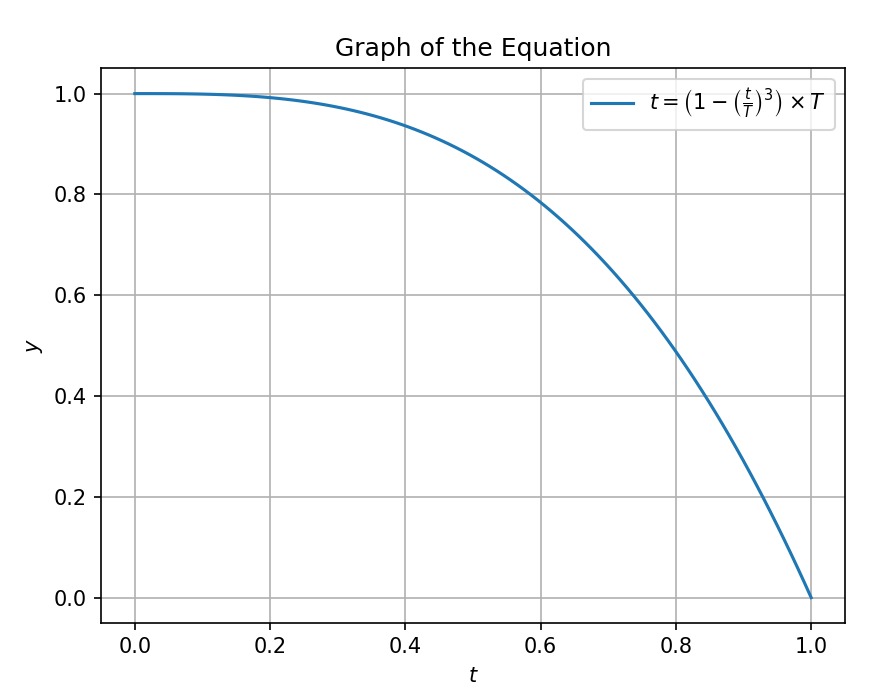 Graph of the Equation
t = (1 − (t/T)³) × T
1.0
0.8
0.6
0.4
0.2
0.0
y
0.0 0.2 0.4 0.6 0.8 1.0
t